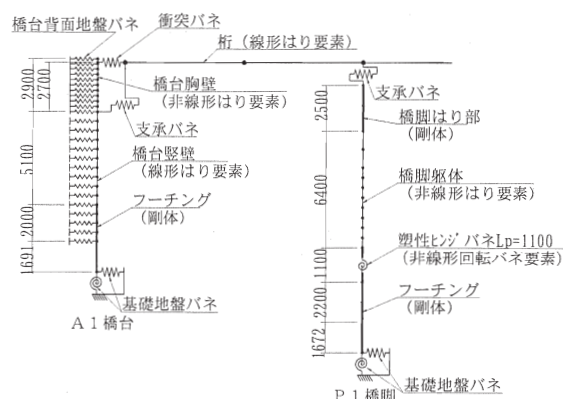 橋台背面地盤バネ
衝突バネ
桁（線形はり要素）
橋台胸壁
（非線形はり要素）
支承バネ
橋台竪壁
（線形はり要素）
フーチング
（剛体）
基礎地盤バネ
A1橋台
2900
2700
5100
2000
1691
支承バネ
橋脚はり部
（剛体）
橋脚躯体
（非線形はり要素）
塑性ﾋﾝｼﾞバネLp=1100
（非線形回転バネ要素）
フーチング
（剛体）
基礎地盤バネ
P1橋脚
2500
6400
1100
2200
1672